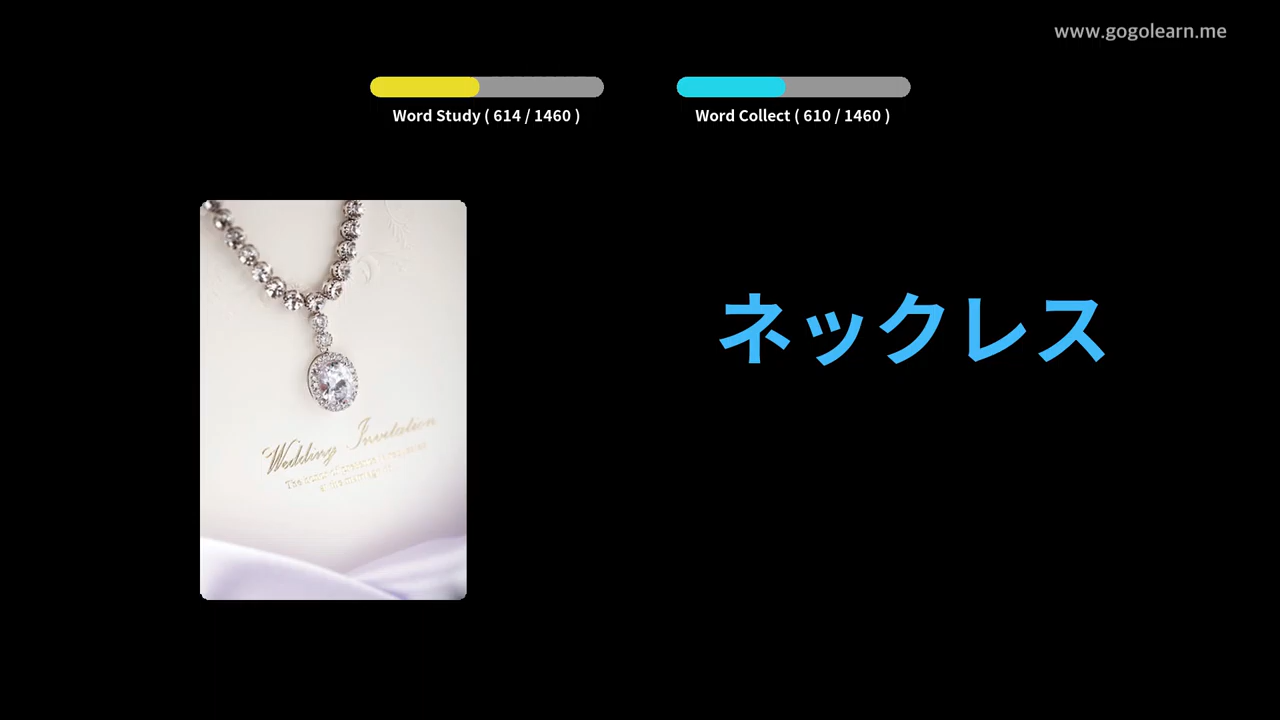 www.gogolearn.me
Word Study ( 614 / 1460 )
Word Collect ( 610 / 1460 )
ネックレス
Wedding Invitation